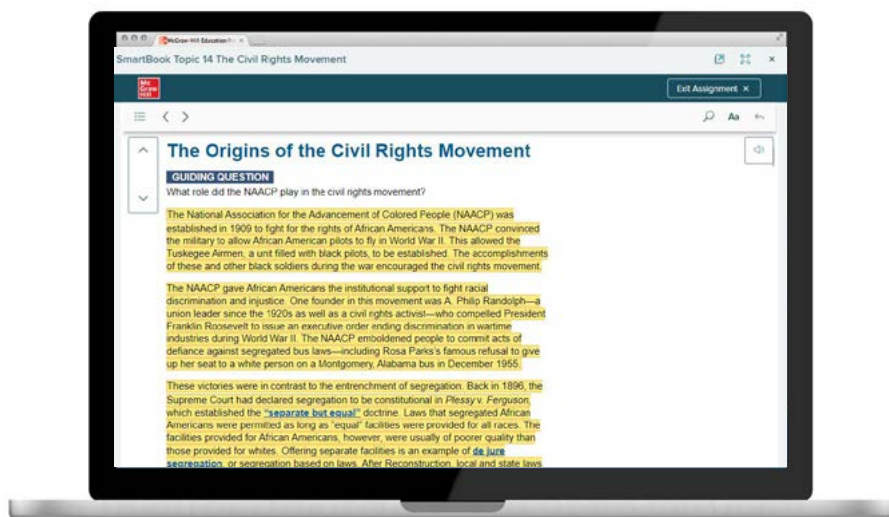 McGraw-Hill Education
SmartBook Topic 14 The Civil Rights Movement
Mc
Graw
Hill
Exit Assignment ×
Aa
The Origins of the Civil Rights Movement
GUIDING QUESTION
What role did the NAACP play in the civil rights movement?
The National Association for the Advancement of Colored People (NAACP) was
established in 1909 to fight for the rights of African Americans. The NAACP convinced
the military to allow African American pilots to fly in World War II. This allowed the
Tuskegee Airmen, a unit filled with black pilots, to be established. The accomplishments
of these and other black soldiers during the war encouraged the civil rights movement.
The NAACP gave African Americans the institutional support to fight racial
discrimination and injustice. One founder in this movement was A. Philip Randolph—a
union leader since the 1920s as well as a civil rights activist—who compelled President
Franklin Roosevelt to issue an executive order ending discrimination in wartime
industries during World War II. The NAACP emboldened people to commit acts of
defiance against segregated bus laws—including Rosa Parks's famous refusal to give
up her seat to a white person on a Montgomery, Alabama bus in December 1955.
These victories were in contrast to the entrenchment of segregation. Back in 1896, the
Supreme Court had declared segregation to be constitutional in Plessy v. Ferguson,
which established the "separate but equal" doctrine. Laws that segregated African
Americans were permitted as long as "equal" facilities were provided for all races. The
facilities provided for African Americans, however, were usually of poorer quality than
those provided for whites. Offering separate facilities is an example of de jure
segregation, or segregation based on laws. After Reconstruction, local and state laws